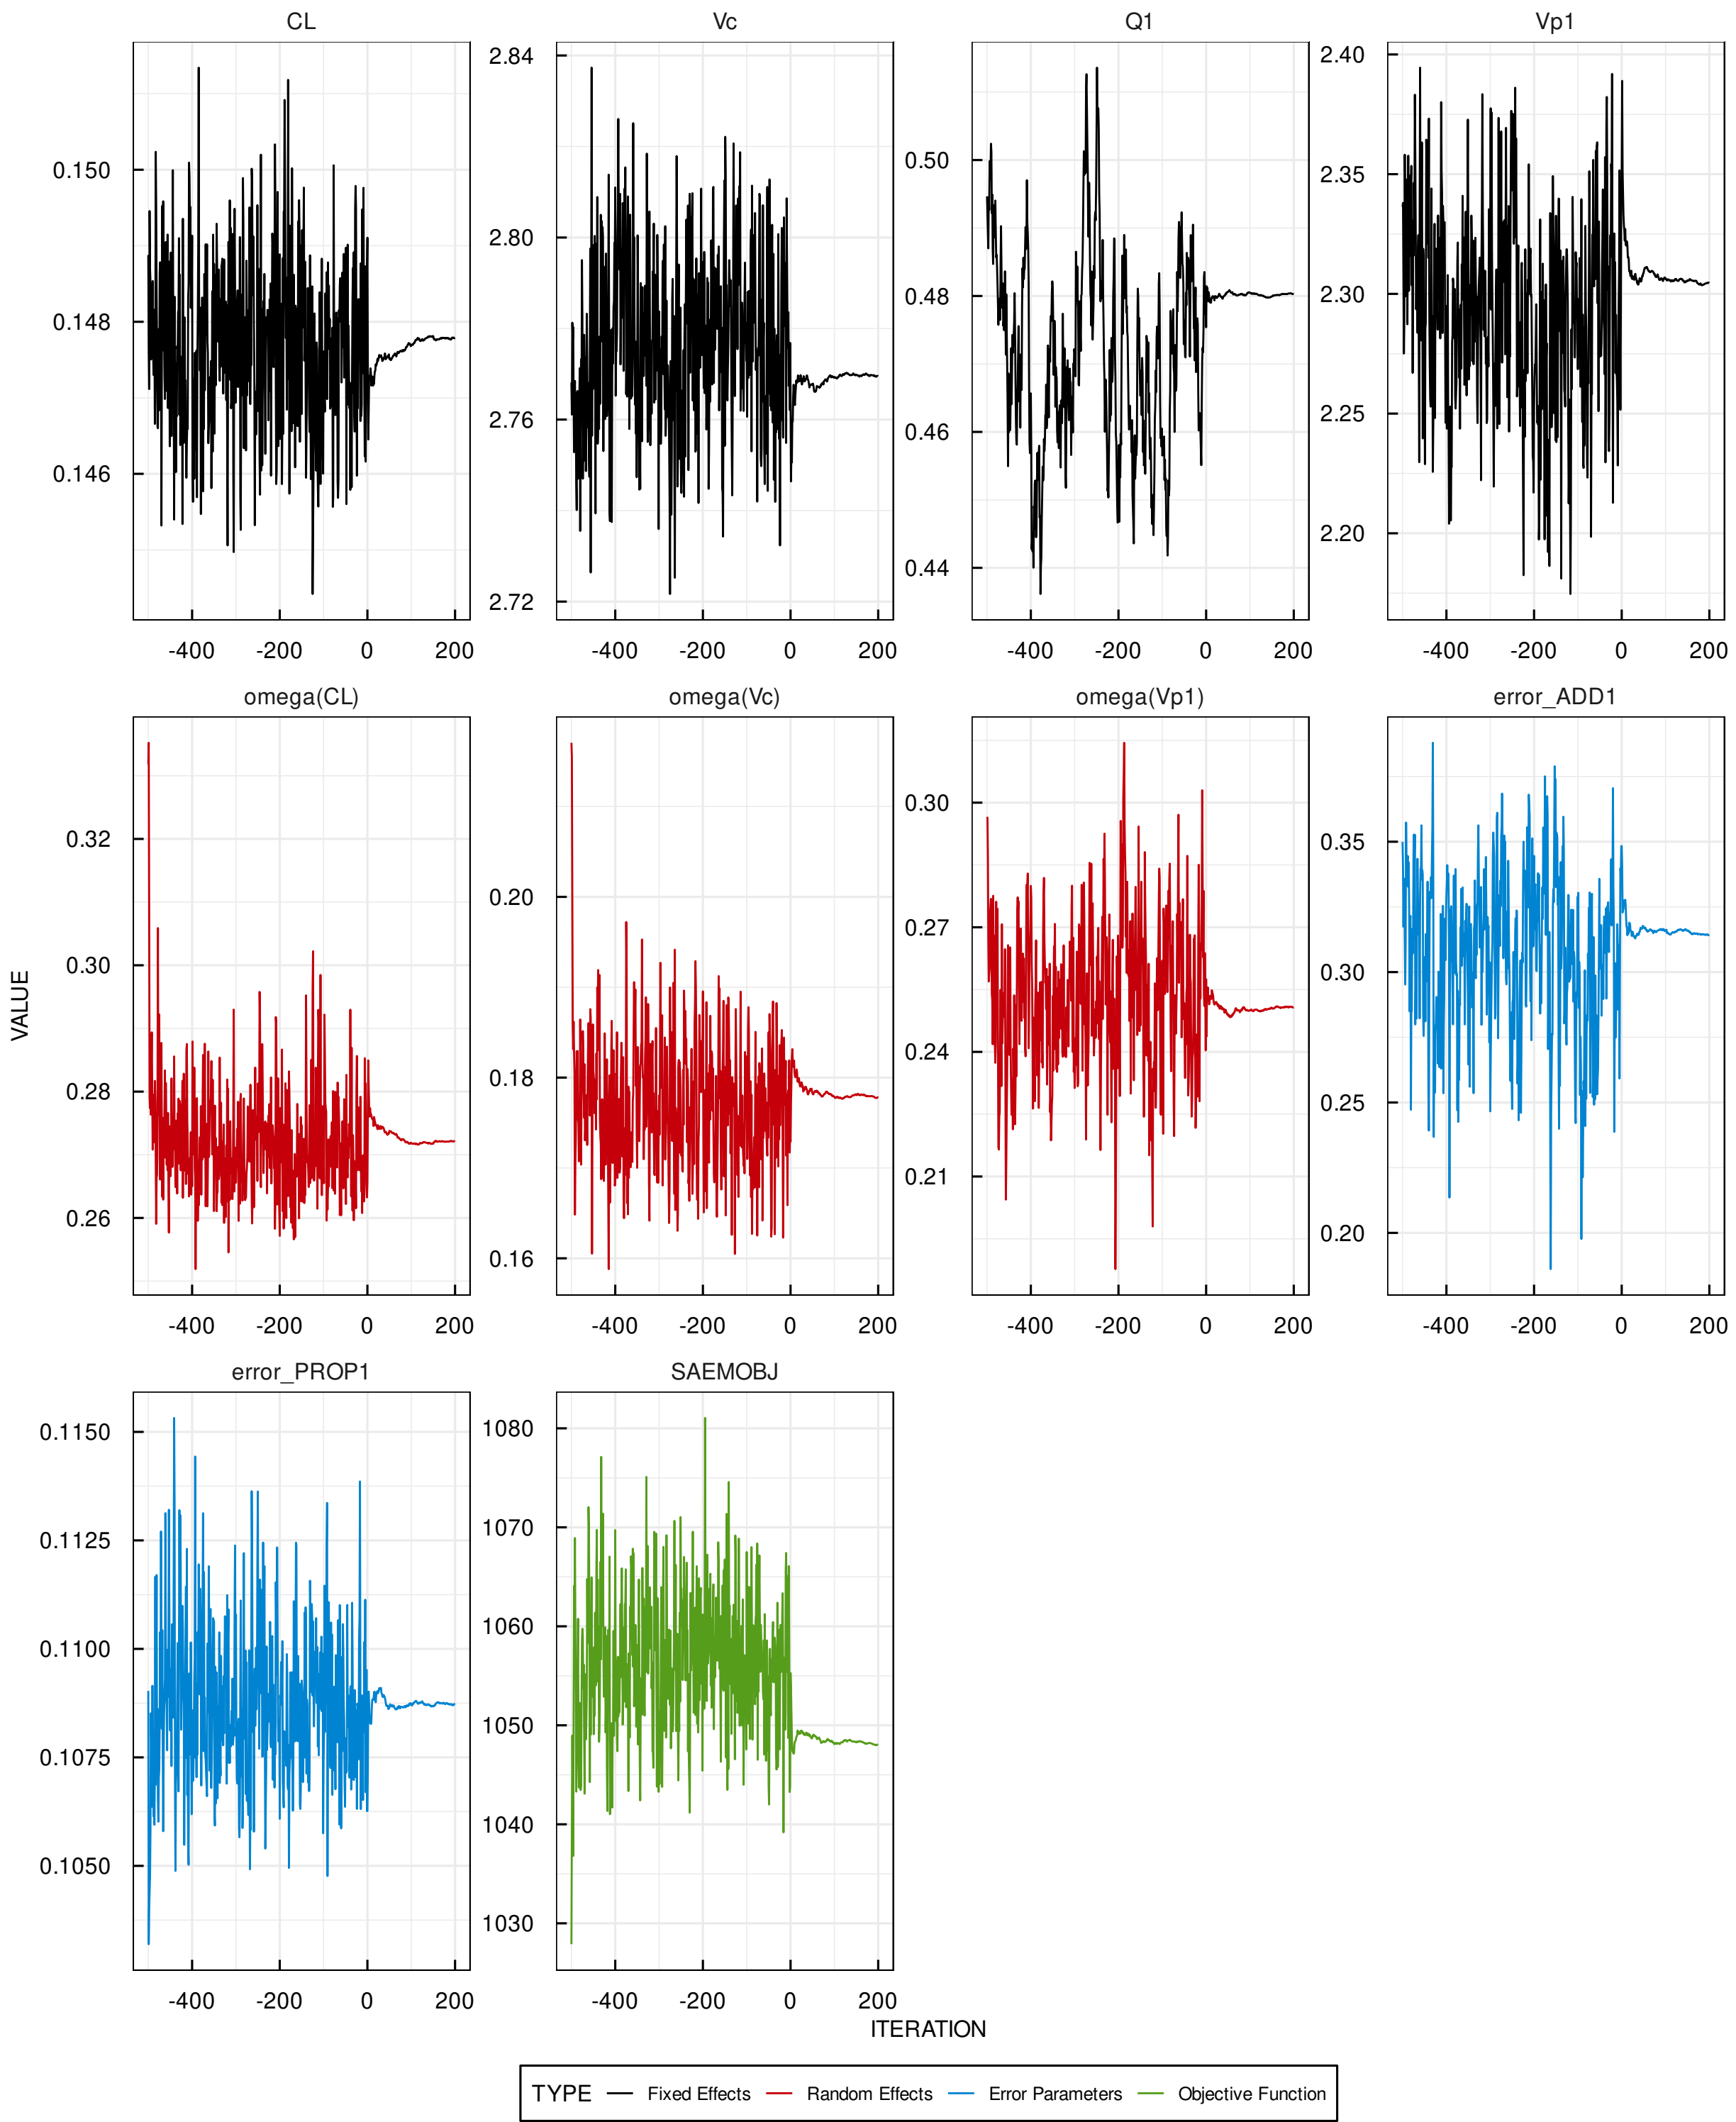 CL Vc Q1 Vp1
2.84 2.40
0.150 0.50 2.35
2.80
0.148 0.48 2.30
2.76 0.46 2.25
0.146
0.44 2.20
2.72
-400 -200 0 200 -400 -200 0 200 -400 -200 0 200 -400 -200 0 200
omega(CL) omega(Vc) omega(Vp1) error_ADD1
0.32 0.30 0.35
0.20
0.30 0.27 0.30
0.28 0.18 0.24 0.25
0.26 0.16 0.21 0.20
-400 -200 0 200 -400 -200 0 200 -400 -200 0 200 -400 -200 0 200
VALUE
error_PROP1 SAEMOBJ
0.1150 1080
0.1125 1070
0.1100 1060
1050
0.1075 1040
0.1050 1030
-400 -200 0 200 -400 -200 0 200
ITERATION
TYPE Fixed Effects Random Effects Error Parameters Objective Function